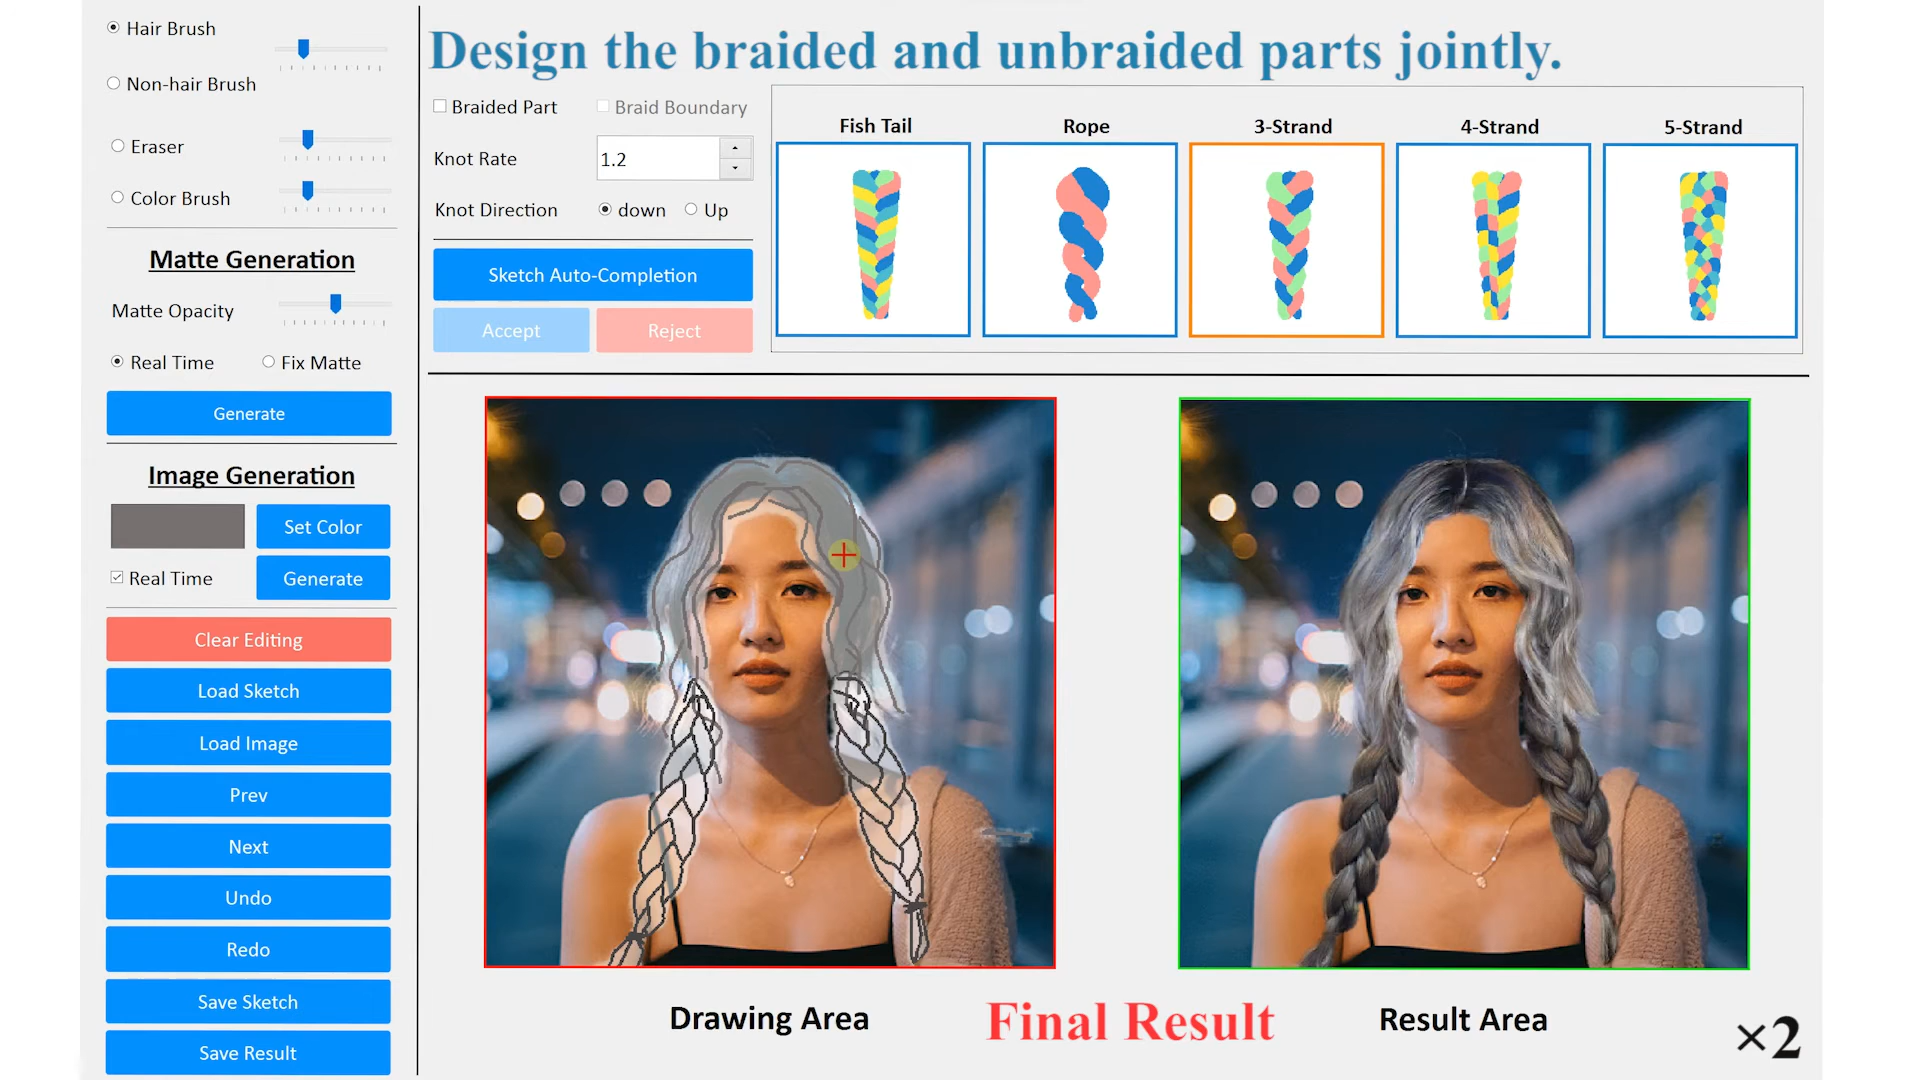 Hair Brush
Non-hair Brush
Eraser
Color Brush
Matte Generation
Matte Opacity
Real Time
Fix Matte
Generate
Image Generation
Set Color
Real Time
Generate
Clear Editing
Load Sketch
Load Image
Prev
Next
Undo
Redo
Save Sketch
Save Result
Design the braided and unbraided parts jointly.
Braided Part
Braid Boundary
Knot Rate
1.2
Knot Direction
down
Up
Sketch Auto-Completion
Accept
Reject
Fish Tail
Rope
3-Strand
4-Strand
5-Strand
Drawing Area
Final Result
Result Area
×2